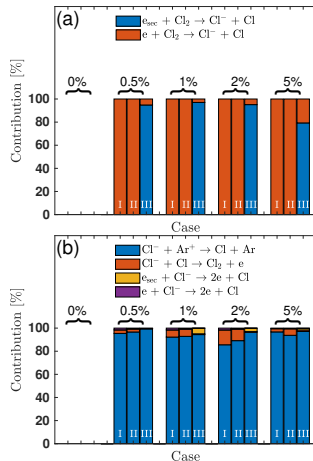 (a)
e_sec + Cl₂ → Cl⁻ + Cl
e + Cl₂ → Cl⁻ + Cl
0% 0.5% 1% 2% 5%
Contribution [%]
100
80
60
40
20
0
I II III I II III I II III I II III
Case
(b)
Cl⁻ + Ar⁺ → Cl + Ar
Cl⁻ + Cl → Cl₂ + e
e_sec + Cl⁻ → 2e + Cl
e + Cl⁻ → 2e + Cl
0% 0.5% 1% 2% 5%
Contribution [%]
100
80
60
40
20
0
I II III I II III I II III I II III
Case